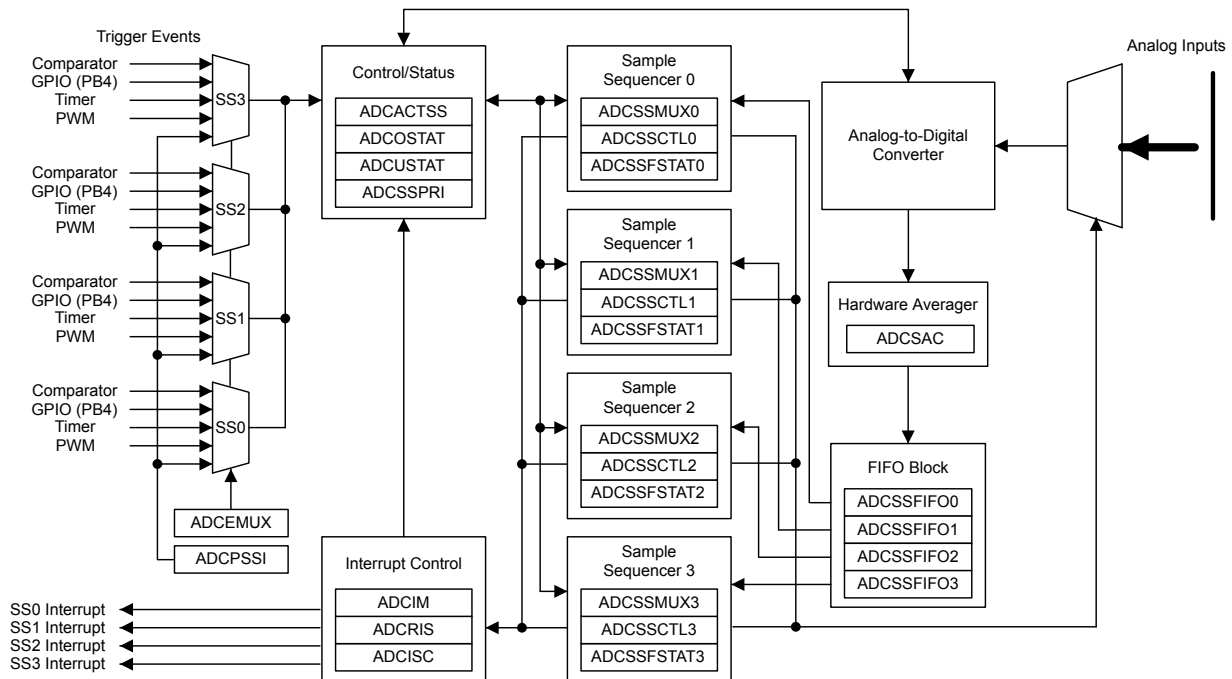 Trigger Events
Comparator
GPIO (PB4)
Timer
PWM
SS3
Comparator
GPIO (PB4)
Timer
PWM
SS2
Comparator
GPIO (PB4)
Timer
PWM
SS1
Comparator
GPIO (PB4)
Timer
PWM
SS0
ADCEMUX
ADCPSSI
SS0 Interrupt
SS1 Interrupt
SS2 Interrupt
SS3 Interrupt
Control/Status
ADCACTSS
ADCOSTAT
ADCUSTAT
ADCSSPRI
Interrupt Control
ADCIM
ADCRIS
ADCISC
Sample
Sequencer 0
ADCSSMUX0
ADCSSCTL0
ADCSSFSTAT0
Sample
Sequencer 1
ADCSSMUX1
ADCSSCTL1
ADCSSFSTAT1
Sample
Sequencer 2
ADCSSMUX2
ADCSSCTL2
ADCSSFSTAT2
Sample
Sequencer 3
ADCSSMUX3
ADCSSCTL3
ADCSSFSTAT3
Analog-to-Digital
Converter
Hardware Averager
ADCSAC
FIFO Block
ADCSSFIFO0
ADCSSFIFO1
ADCSSFIFO2
ADCSSFIFO3
Analog Inputs